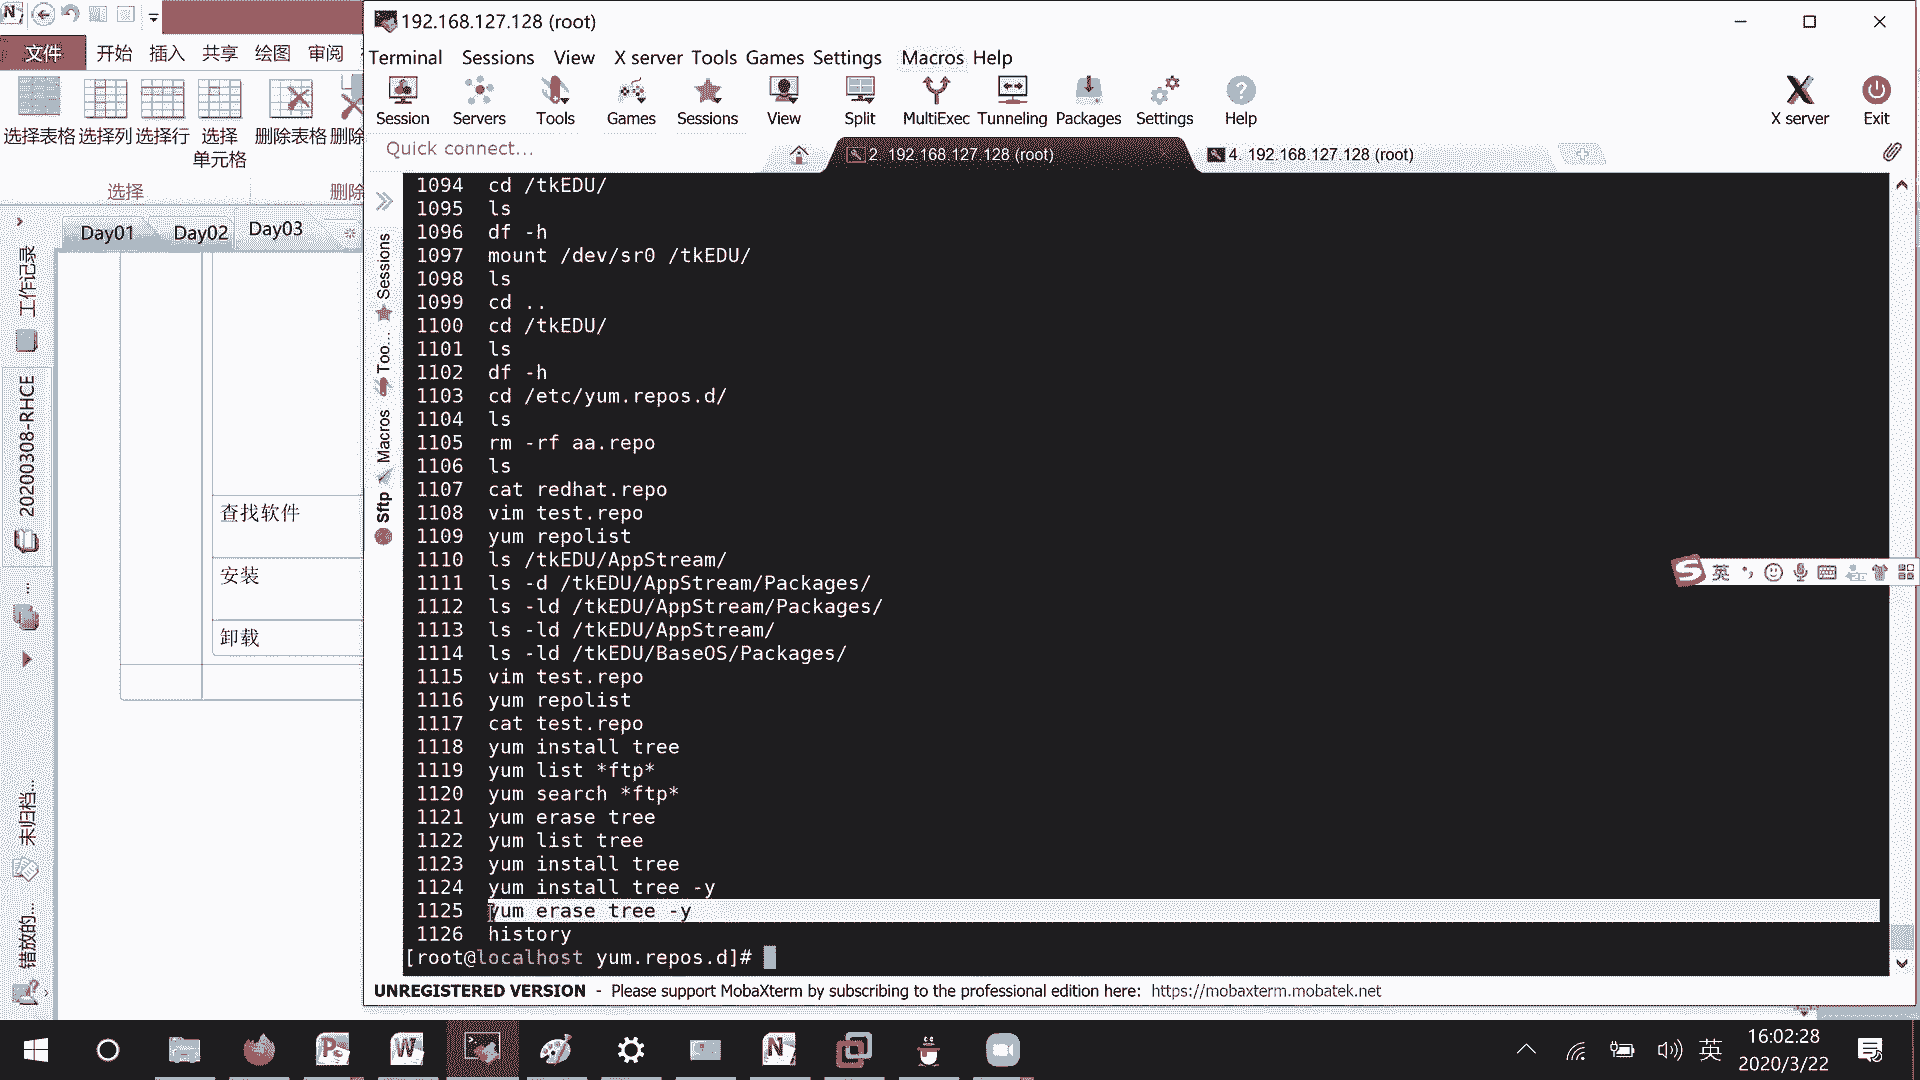 192.168.127.128 (root)
文件 开始 插入 共享 绘图 审阅
Terminal Sessions View X server Tools Games Settings Macros Help
选择表格 选择列 选择行 选择单元格 删除表格 删除
Session Servers Tools Games Sessions View Split MultiExec Tunneling Packages Settings Help X server Exit
选择 删除
Quick connect...
2. 192.168.127.128 (root)
4. 192.168.127.128 (root)
Day01 Day02 Day03
工作记录
20200308-RHCE
...
未归档...
错放的...
查找软件
安装
卸载
Sessions
Too...
Macros
Sftp
1094 cd /tkEDU/
1095 ls
1096 df -h
1097 mount /dev/sr0 /tkEDU/
1098 ls
1099 cd ..
1100 cd /tkEDU/
1101 ls
1102 df -h
1103 cd /etc/yum.repos.d/
1104 ls
1105 rm -rf aa.repo
1106 ls
1107 cat redhat.repo
1108 vim test.repo
1109 yum repolist
1110 ls /tkEDU/AppStream/
1111 ls -d /tkEDU/AppStream/Packages/
1112 ls -ld /tkEDU/AppStream/Packages/
1113 ls -ld /tkEDU/AppStream/
1114 ls -ld /tkEDU/BaseOS/Packages/
1115 vim test.repo
1116 yum repolist
1117 cat test.repo
1118 yum install tree
1119 yum list *ftp*
1120 yum search *ftp*
1121 yum erase tree
1122 yum list tree
1123 yum install tree
1124 yum install tree -y
1125 yum erase tree -y
1126 history
[root@localhost yum.repos.d]#
英
UNREGISTERED VERSION - Please support MobaXterm by subscribing to the professional edition here: https://mobaxterm.mobatek.net
英
16:02:28
2020/3/22